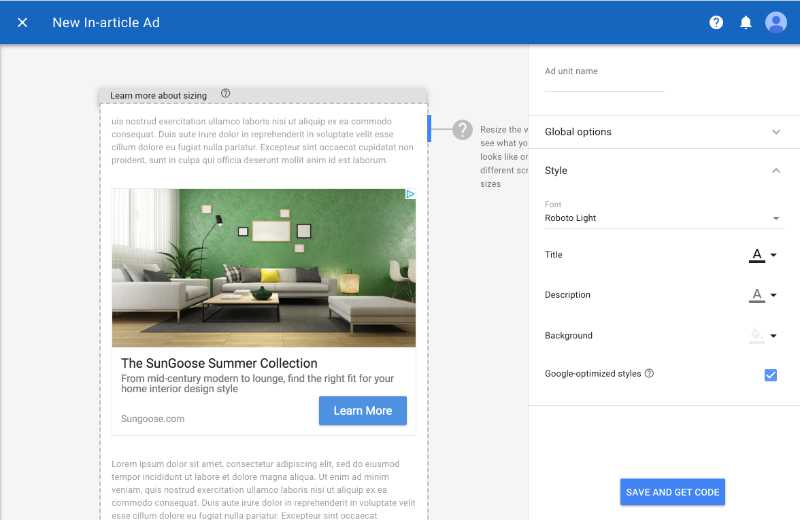 New In-article Ad
Learn more about sizing
uis nostrud exercitation ullamco laboris nisi ut aliquip ex ea commodo
consequat. Duis aute irure dolor in reprehenderit in voluptate velit esse
cillum dolore eu fugiat nulla pariatur. Excepteur sint occaecat cupidatat non
proident, sunt in culpa qui officia deserunt mollit anim id est laborum.
Resize the w
see what you
looks like on
different scr
sizes
The SunGoose Summer Collection
From mid-century modern to lounge, find the right fit for your
home interior design style
Sungoose.com
Learn More
Lorem ipsum dolor sit amet, consectetur adipiscing elit, sed do eiusmod
tempor incididunt ut labore et dolore magna aliqua. Ut enim ad minim
veniam, quis nostrud exercitation ullamco laboris nisi ut aliquip ex ea
commodo consequat. Duis aute irure dolor in reprehenderit in voluptate velit
esse cillum dolore eu fugiat nulla pariatur. Excepteur sint occaecat
Ad unit name
Global options
Style
Font
Roboto Light
Title
A
Description
A
Background
Google-optimized styles
SAVE AND GET CODE